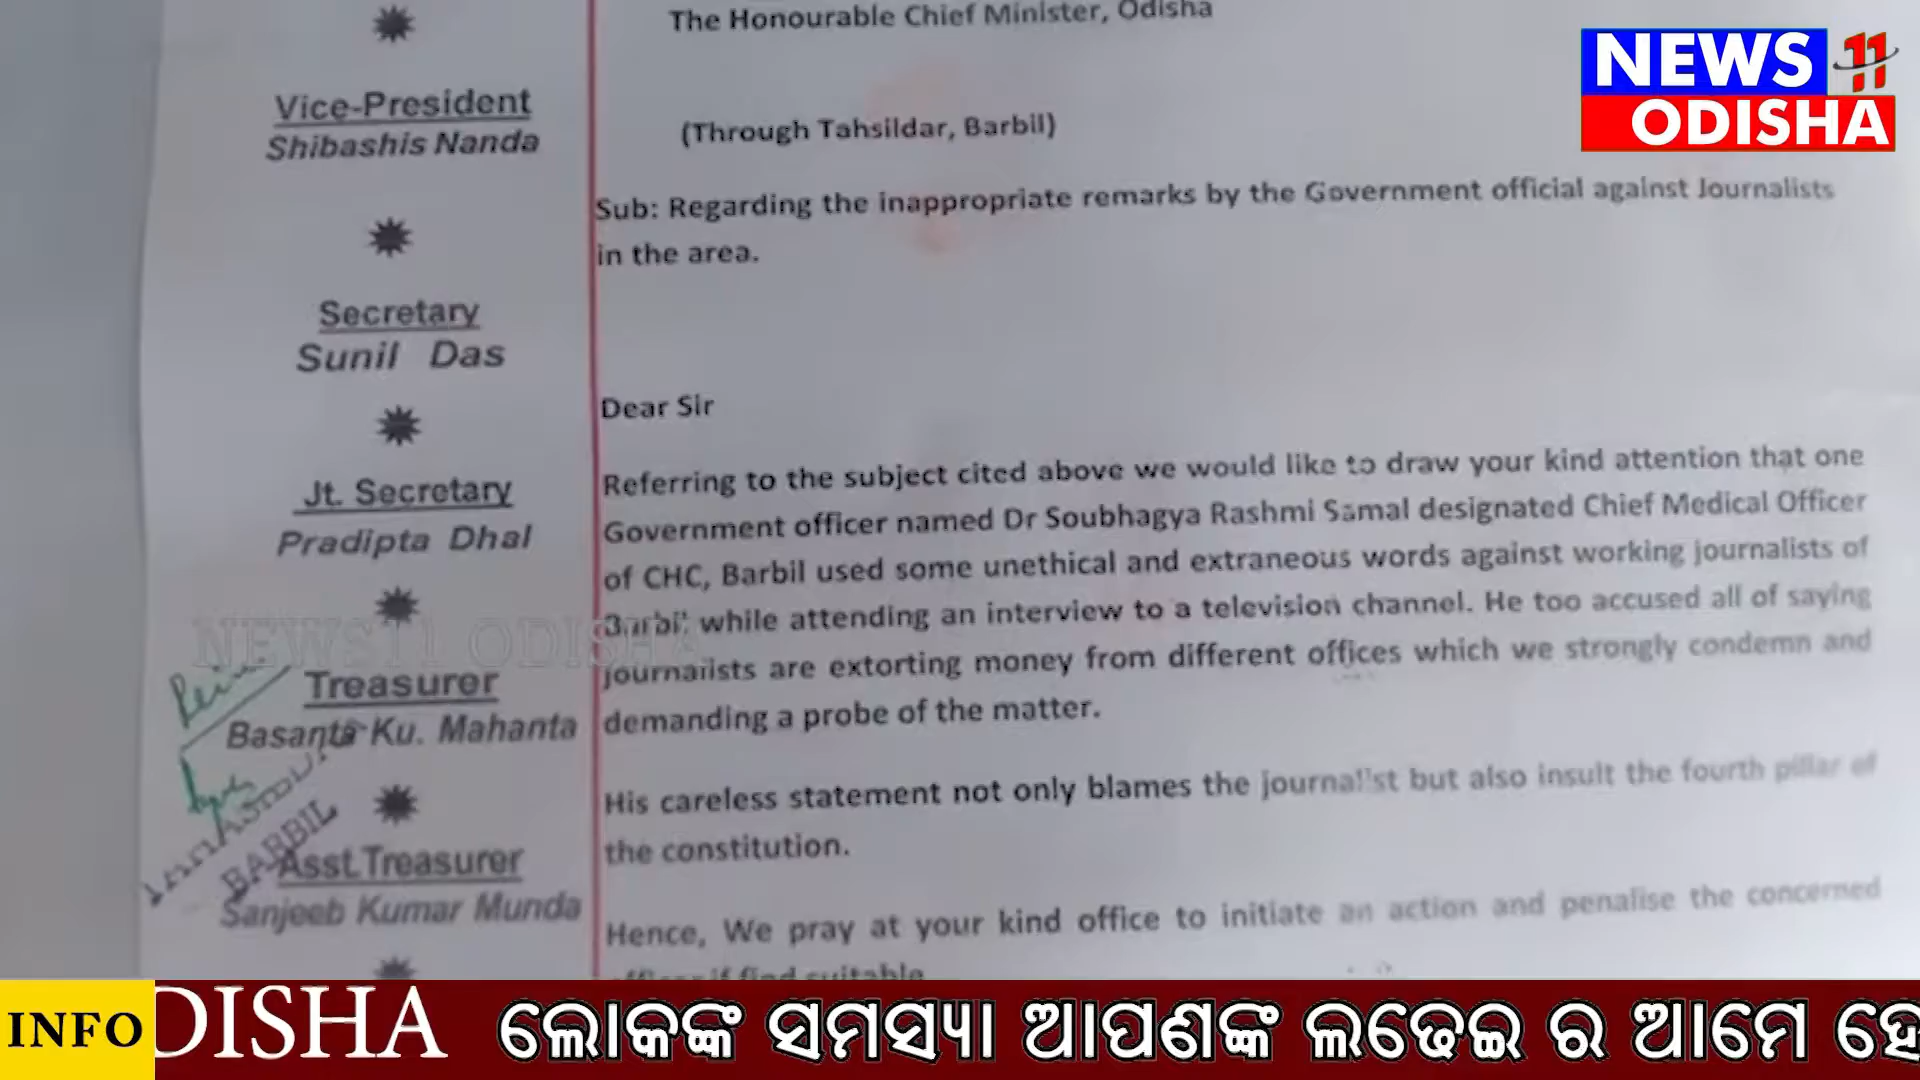 The Honourable Chief Minister, Odisha
NEWS 11
ODISHA
Vice-President
Shibashis Nanda
(Through Tahsildar, Barbil)
Sub: Regarding the inappropriate remarks by the Government official against Journalists
in the area.
Secretary
Sunil Das
Dear Sir
Jt. Secretary
Pradipta Dhal
Referring to the subject cited above we would like to draw your kind attention that one
Government officer named Dr Soubhagya Rashmi Samal designated Chief Medical Officer
of CHC, Barbil used some unethical and extraneous words against working journalists of
Barbil while attending an interview to a television channel. He too accused all of saying
journalists are extorting money from different offices which we strongly condemn and
demanding a probe of the matter.
NEWS11 ODISHA
Treasurer
Basanta Ku. Mahanta
His careless statement not only blames the journalist but also insult the fourth pillar of
the constitution.
BARBIL
Asst.Treasurer
Sanjeeb Kumar Munda
Hence, We pray at your kind office to initiate an action and penalise the concerned
officer if find suitable
INFO
DISHA ଲୋକଙ୍କ ସମସ୍ୟା ଆପଣଙ୍କ ଲଢେଇ ର ଆମେ ହେ